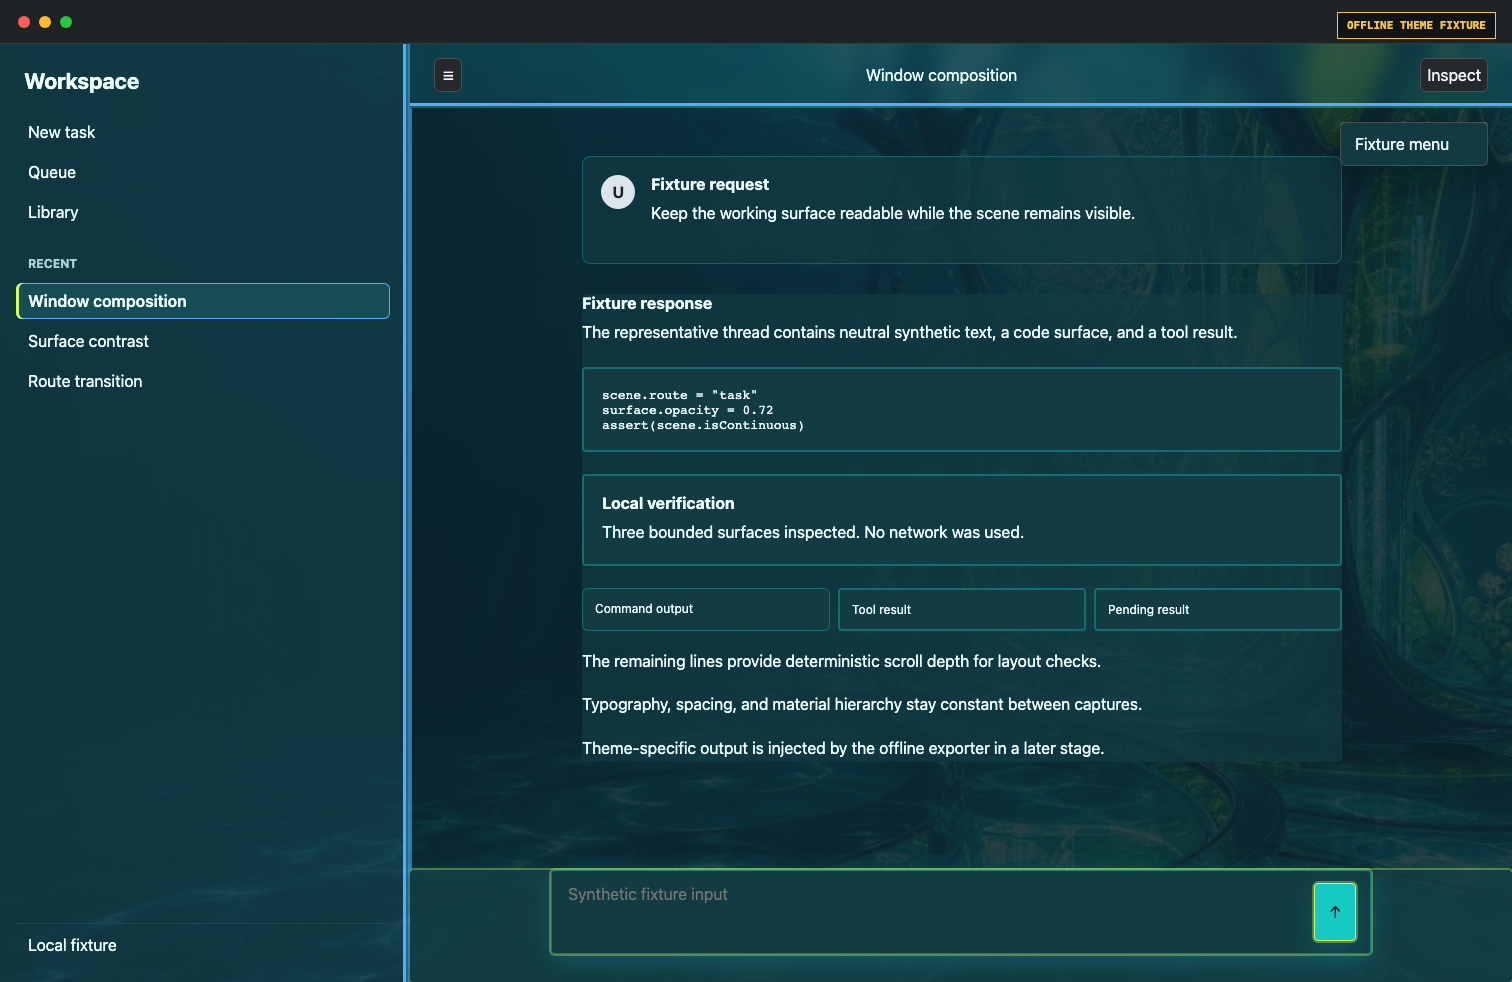 OFFLINE THEME FIXTURE
Workspace
New task
Queue
Library
RECENT
Window composition
Surface contrast
Route transition
Local fixture
Window composition
Inspect
Fixture menu
U
Fixture request
Keep the working surface readable while the scene remains visible.
Fixture response
The representative thread contains neutral synthetic text, a code surface, and a tool result.
scene.route = "task"
surface.opacity = 0.72
assert(scene.isContinuous)
Local verification
Three bounded surfaces inspected. No network was used.
Command output
Tool result
Pending result
The remaining lines provide deterministic scroll depth for layout checks.
Typography, spacing, and material hierarchy stay constant between captures.
Theme-specific output is injected by the offline exporter in a later stage.
Synthetic fixture input